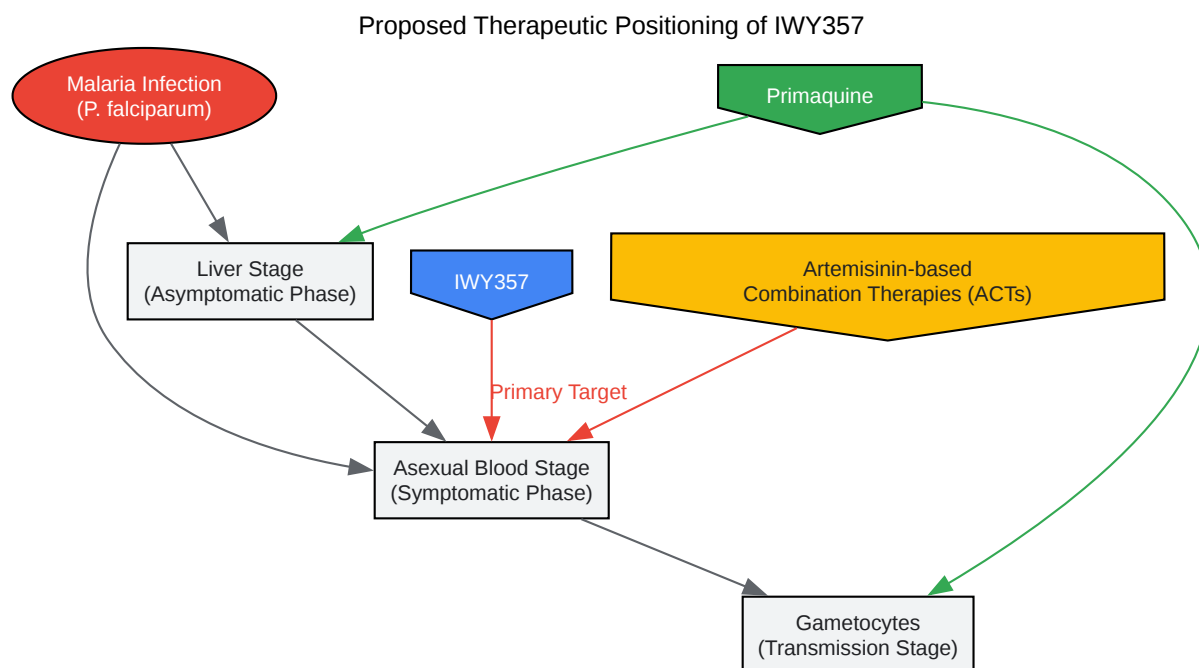 Proposed Therapeutic Positioning of IWY357
Malaria Infection
(P. falciparum)
Primaquine
Liver Stage
(Asymptomatic Phase)
IWY357
Artemisinin-based
Combination Therapies (ACTs)
Primary Target
Asexual Blood Stage
(Symptomatic Phase)
Gametocytes
(Transmission Stage)